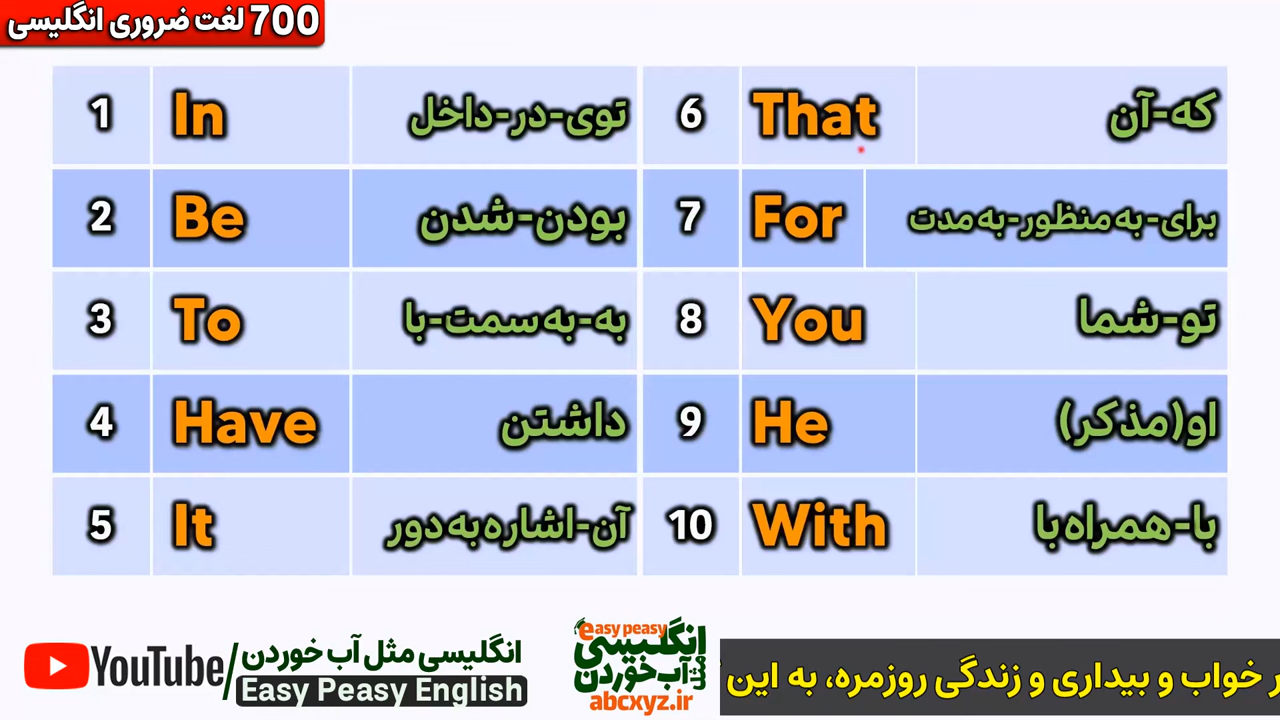 700 لغت ضروری انگلیسی
1 In توی-در-داخل
6 That که-آن
2 Be بودن-شدن
7 For برای-به منظور-به مدت
3 To به-به سمت-با
8 You تو-شما
4 Have داشتن
9 He او(مذکر)
5 It آن-اشاره به دور
10 With با-همراه با
YouTube/انگلیسی مثل آب خوردن
Easy Peasy English
easy peasy
انگلیسی
مثل آب خوردن
abcxyz.ir
ر خواب و بیداری و زندگی روزمره، به این